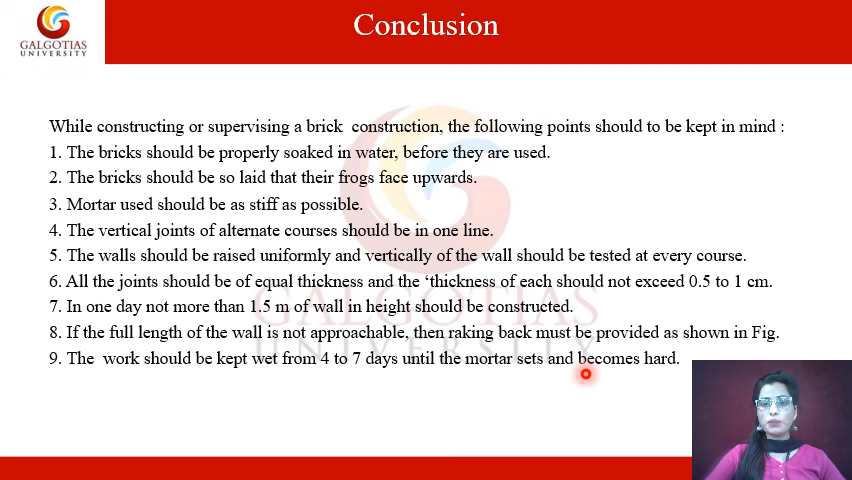 GALGOTIAS
UNIVERSITY
Conclusion
While constructing or supervising a brick construction, the following points should to be kept in mind :
1. The bricks should be properly soaked in water, before they are used.
2. The bricks should be so laid that their frogs face upwards.
3. Mortar used should be as stiff as possible.
4. The vertical joints of alternate courses should be in one line.
5. The walls should be raised uniformly and vertically of the wall should be tested at every course.
6. All the joints should be of equal thickness and the ‘thickness of each should not exceed 0.5 to 1 cm.
7. In one day not more than 1.5 m of wall in height should be constructed.
8. If the full length of the wall is not approachable, then raking back must be provided as shown in Fig.
9. The work should be kept wet from 4 to 7 days until the mortar sets and becomes hard.
GALGOTIAS
UNIVERSITY